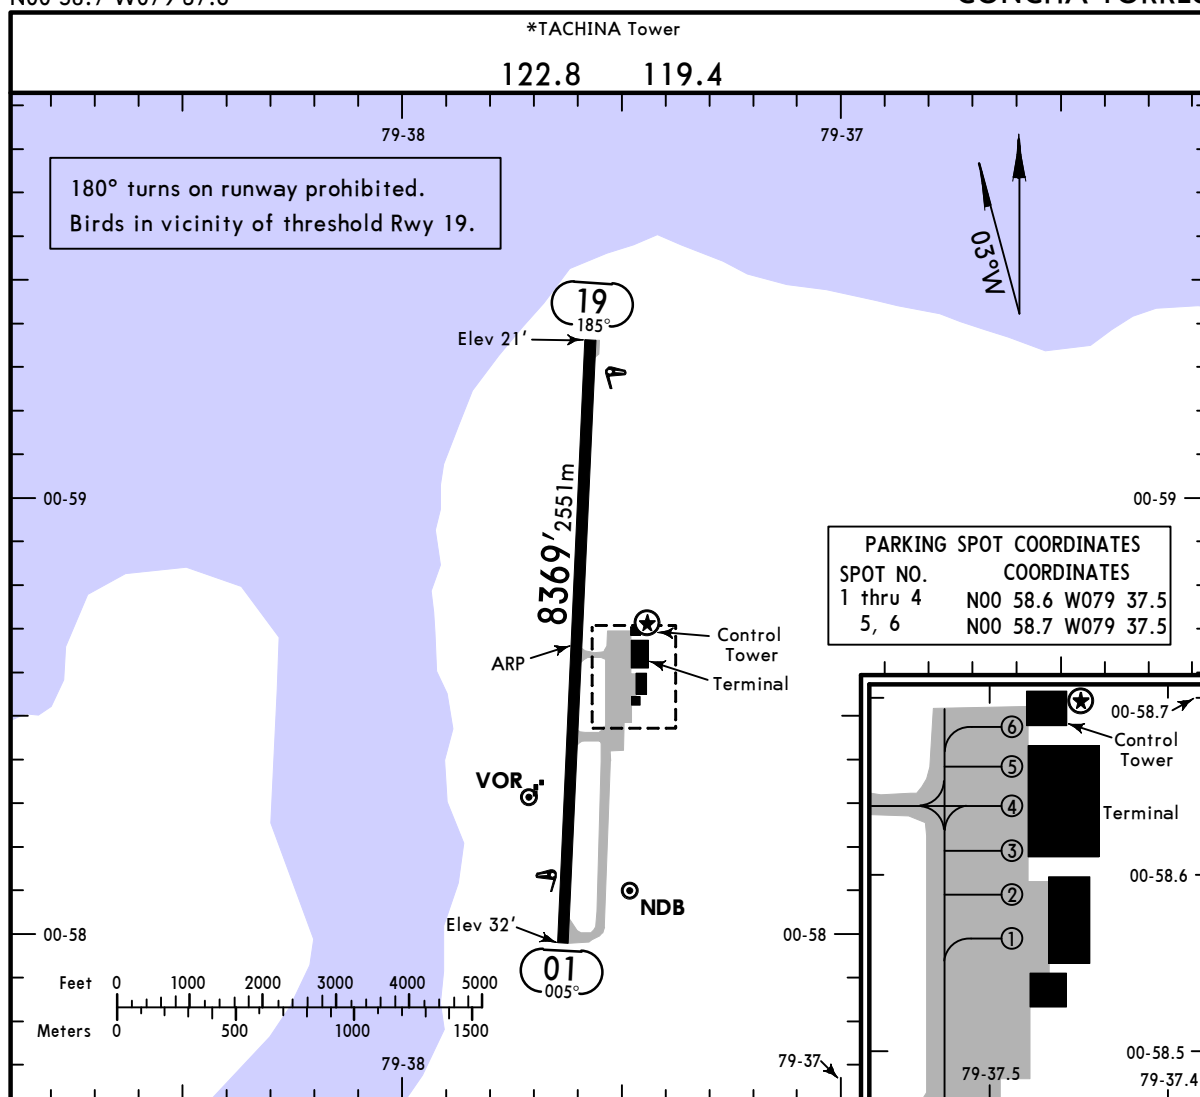 *TACHINA Tower
122.8 119.4
79-38
79-37
180° turns on runway prohibited.
Birds in vicinity of threshold Rwy 19.
03°W
19
185°
Elev 21'
00-59
00-59
8369' 2551m
PARKING SPOT COORDINATES
SPOT NO. COORDINATES
1 thru 4 N00 58.6 W079 37.5
5, 6 N00 58.7 W079 37.5
ARP
Control
Tower
Terminal
VOR
NDB
Elev 32'
00-58
00-58
01
005°
Feet 0 1000 2000 3000 4000 5000
Meters 0 500 1000 1500
79-38
79-37
00-58.7
6
Control
Tower
5
4
Terminal
3
00-58.6
2
1
00-58.5
79-37.5
79-37.4